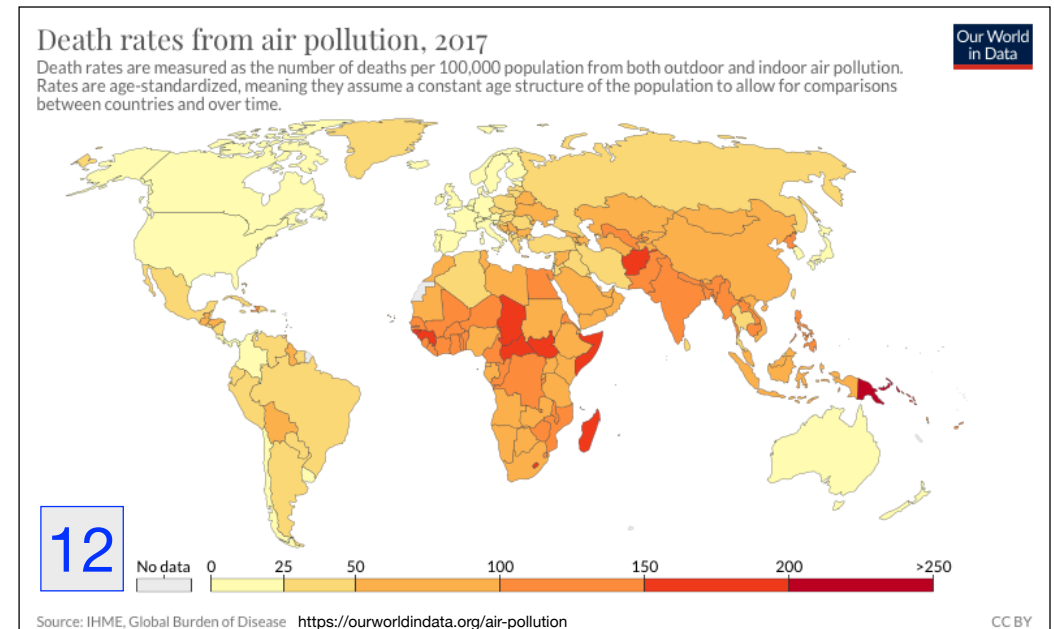 Death rates from air pollution, 2017
Our World
in Data
Death rates are measured as the number of deaths per 100,000 population from both outdoor and indoor air pollution.
Rates are age-standardized, meaning they assume a constant age structure of the population to allow for comparisons
between countries and over time.
12
No data 0 25 50 100 150 200 >250
Source: IHME, Global Burden of Disease https://ourworldindata.org/air-pollution CC BY